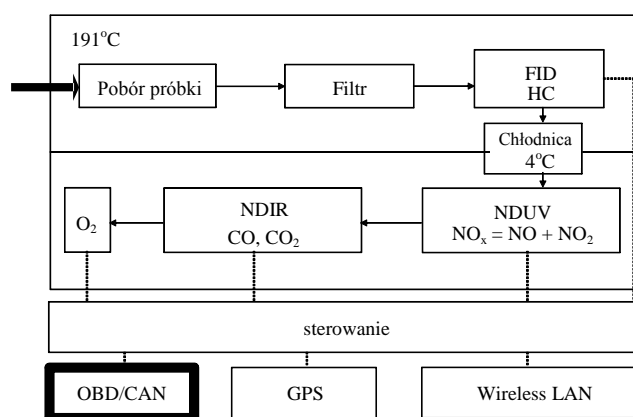 191°C
Pobór próbki
Filtr
FID
HC
Chłodnica
4°C
O₂
NDIR
CO, CO₂
NDUV
NOₓ = NO + NO₂
sterowanie
OBD/CAN
GPS
Wireless LAN